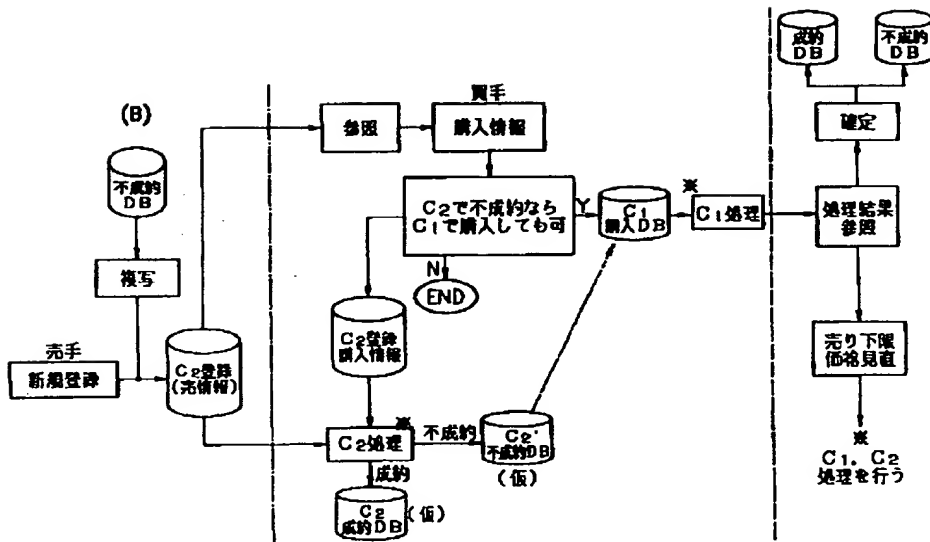 (B)
不成約
DB
複写
売手
新規登録
C2登録
(売情報)
参照
買手
購入情報
C2で不成約なら
C1で購入しても可
Y
N
END
C1
購入DB
※
C1処理
C2登録
購入情報
※
C2処理
不成約
C2'
不成約DB
(仮)
成約
C2
成約DB
(仮)
成約
DB
不成約
DB
確定
処理結果
参照
売り下限
価格見直
※
C1. C2
処理を行う